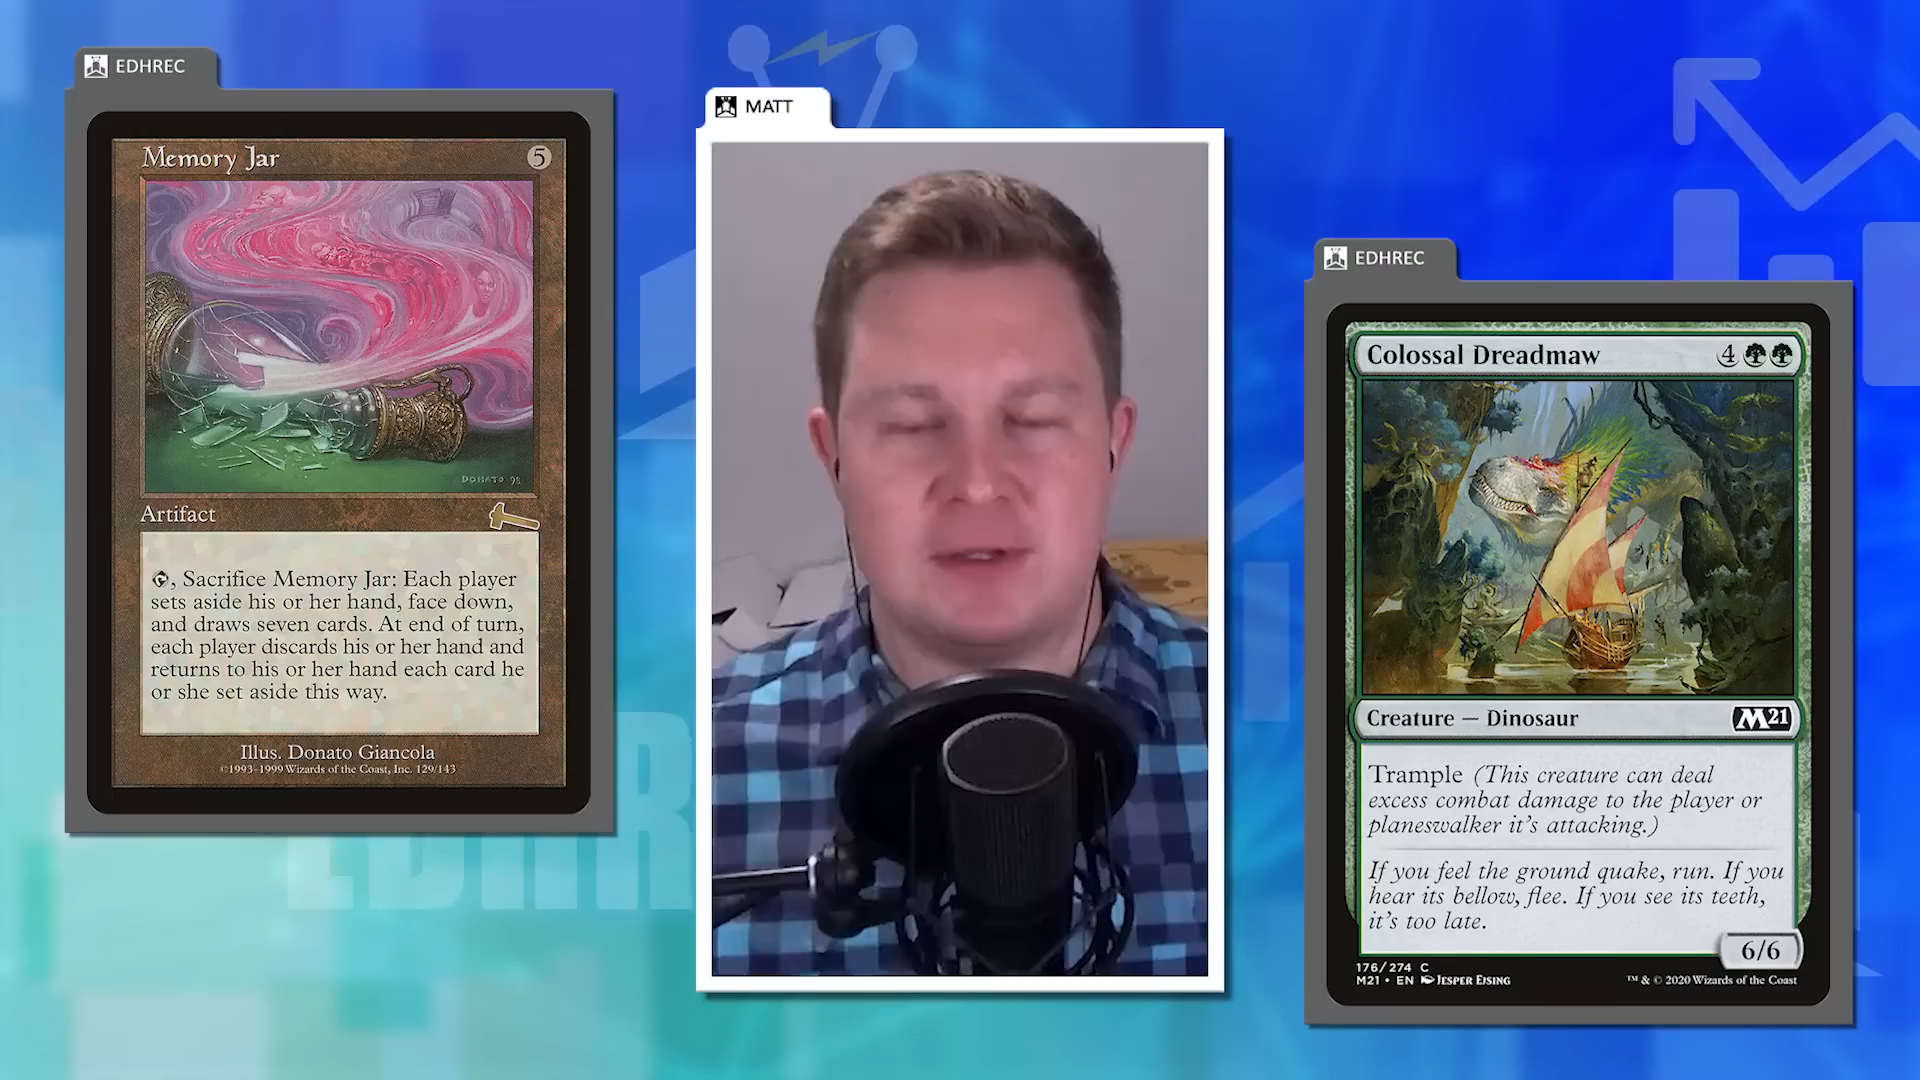 EDHREC
Memory Jar 5
DONATO 98
Artifact
, Sacrifice Memory Jar: Each player
sets aside his or her hand, face down,
and draws seven cards. At end of turn,
each player discards his or her hand and
returns to his or her hand each card he
or she set aside this way.
Illus. Donato Giancola
©1993-1999 Wizards of the Coast, Inc. 129/143
MATT
EDHREC
Colossal Dreadmaw 4
Creature — Dinosaur M21
Trample (This creature can deal
excess combat damage to the player or
planeswalker it's attacking.)
If you feel the ground quake, run. If you
hear its bellow, flee. If you see its teeth,
it's too late.
6/6
176/274 C
M21 • EN JESPER EJSING
™ & © 2020 Wizards of the Coast
EDHR